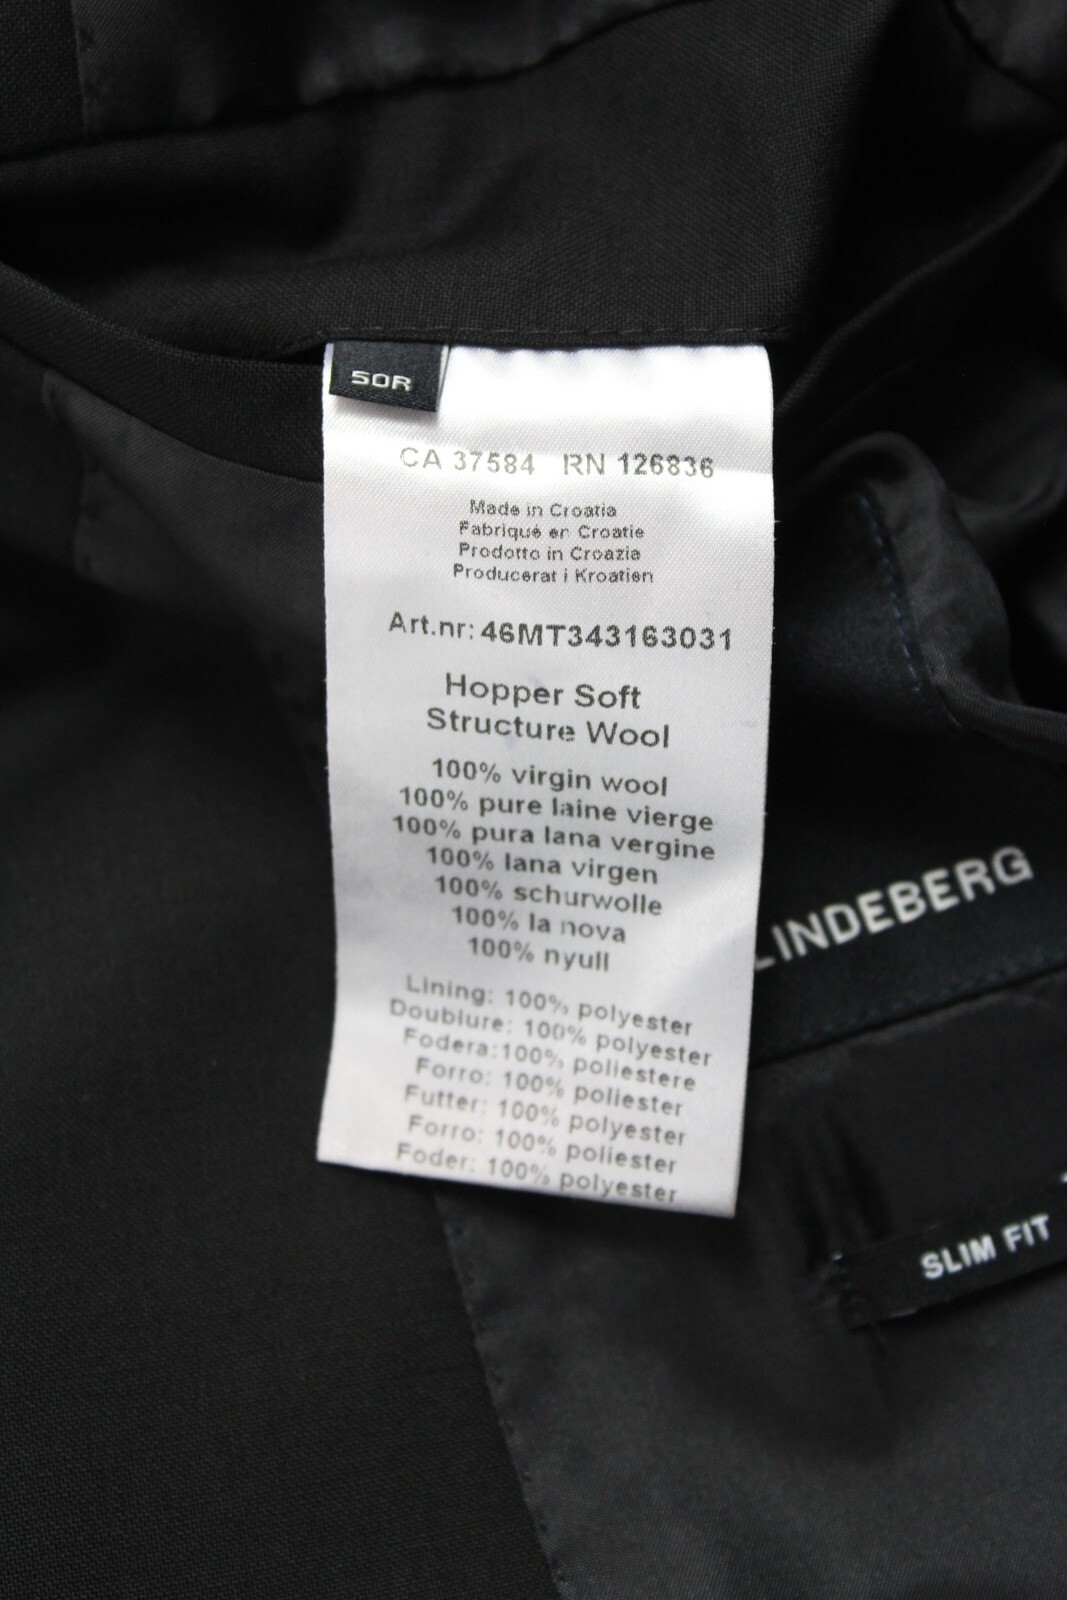 50R
CA 37584 RN 126836
Made in Croatia
Fabriqué en Croatie
Prodotto in Croazia
Producerat i Kroatien
Art.nr: 46MT343163031
Hopper Soft
Structure Wool
100% virgin wool
100% pure laine vierge
100% pura lana vergine
100% lana virgen
100% schurwolle
100% la nova
100% nyull
Lining: 100% polyester
Doublure: 100% polyester
Fodera:100% poliestere
Forro: 100% poliester
Futter: 100% polyester
Forro: 100% poliester
Foder: 100% polyester
LINDEBERG
SLIM FIT